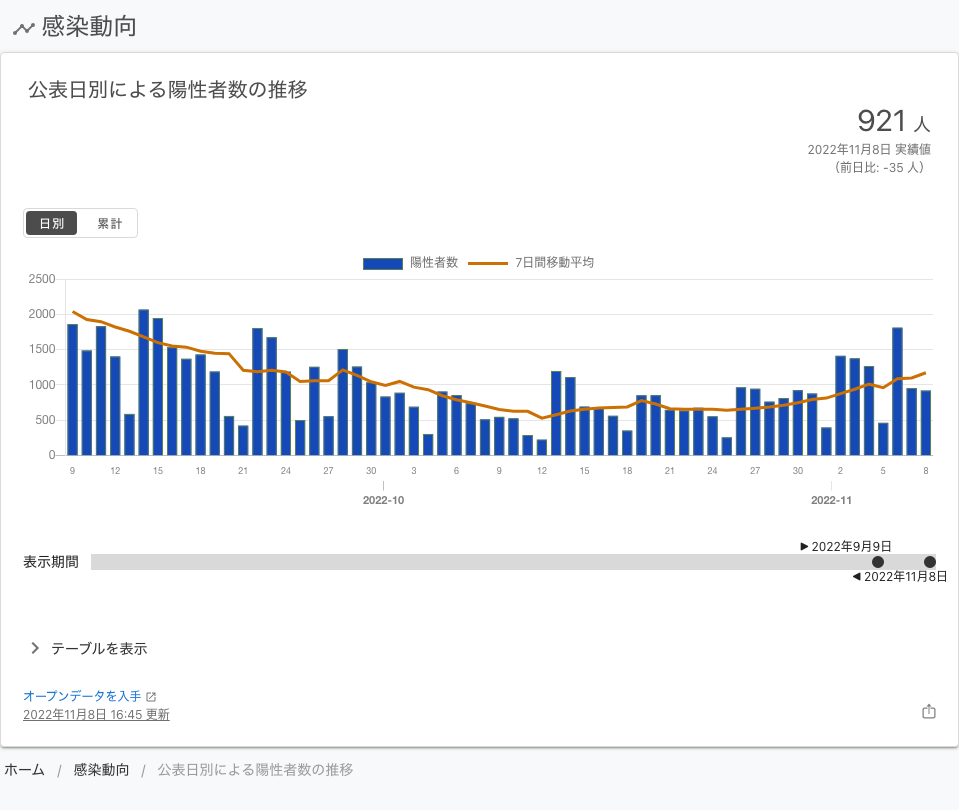 感染動向
公表日別による陽性者数の推移
921 人
2022年11月8日 実績値
（前日比: -35 人）
日別 累計
陽性者数 7日間移動平均
2500
2000
1500
1000
500
0
9 12 15 18 21 24 27 30 3 6 9 12 15 18 21 24 27 30 2 5 8
2022-10 2022-11
▶ 2022年9月9日
表示期間
◀ 2022年11月8日
テーブルを表示
オープンデータを入手
2022年11月8日 16:45 更新
ホーム / 感染動向 / 公表日別による陽性者数の推移